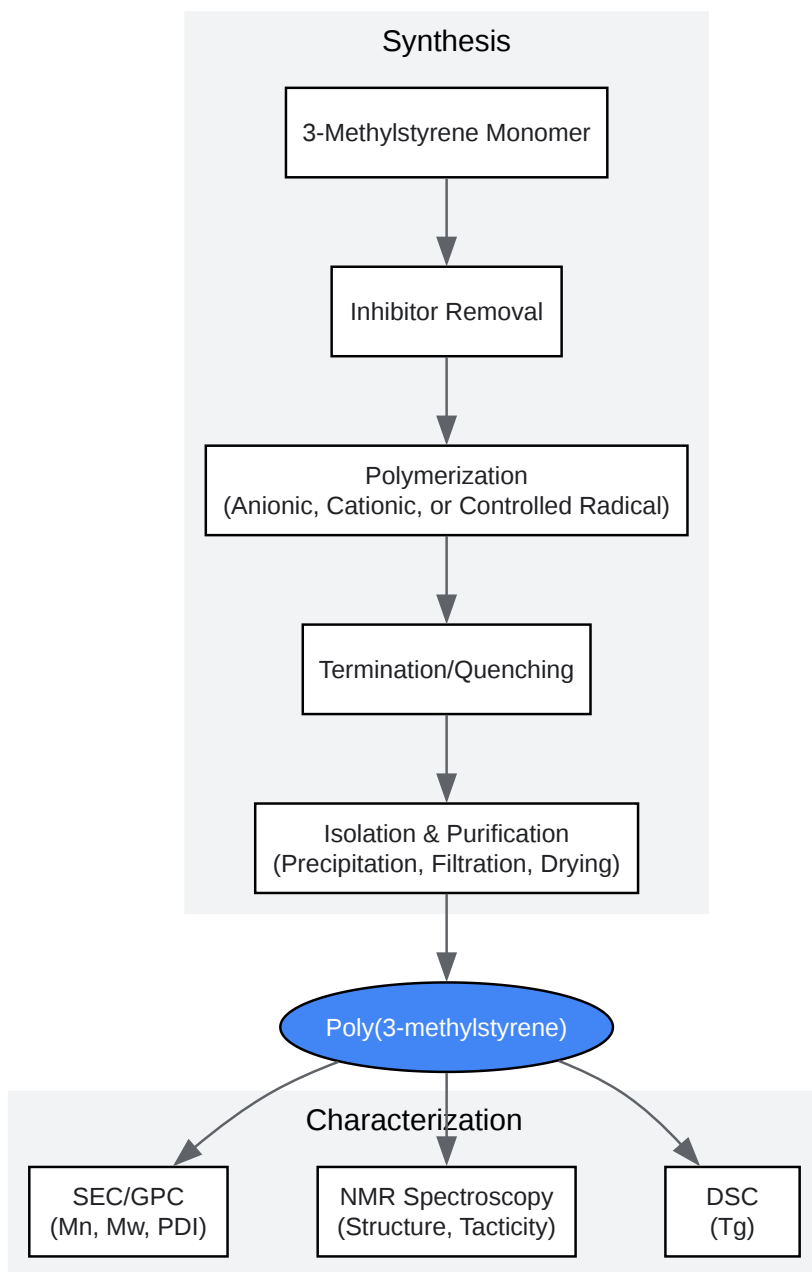 Synthesis
3-Methylstyrene Monomer
Inhibitor Removal
Polymerization
(Anionic, Cationic, or Controlled Radical)
Termination/Quenching
Isolation & Purification
(Precipitation, Filtration, Drying)
Poly(3-methylstyrene)
Characterization
SEC/GPC
(Mn, Mw, PDI)
NMR Spectroscopy
(Structure, Tacticity)
DSC
(Tg)